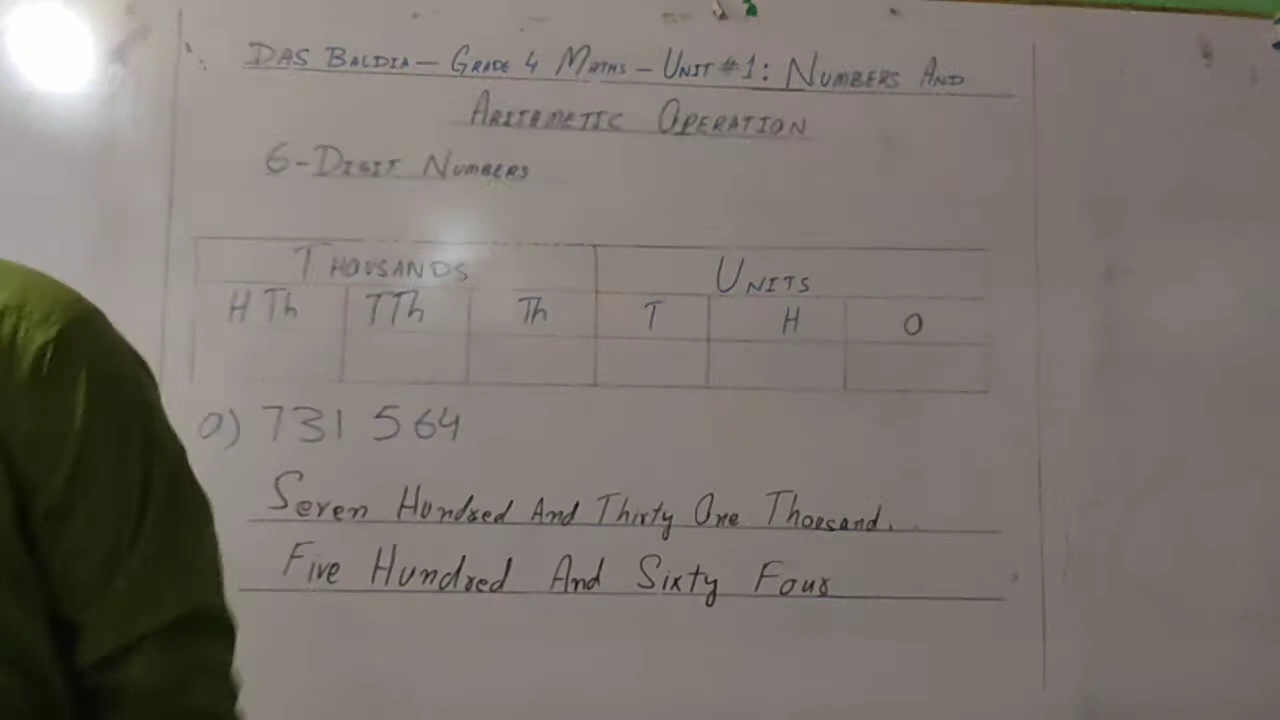 DAS BALDIA – GRADE 4 MATHS – UNIT #1: NUMBERS AND
ARITHMETIC OPERATION
6-DIGIT NUMBERS
THOUSANDS UNITS
H Th TTh Th T H O
a) 731 564
Seven Hundred And Thirty One Thousand.
Five Hundred And Sixty Four